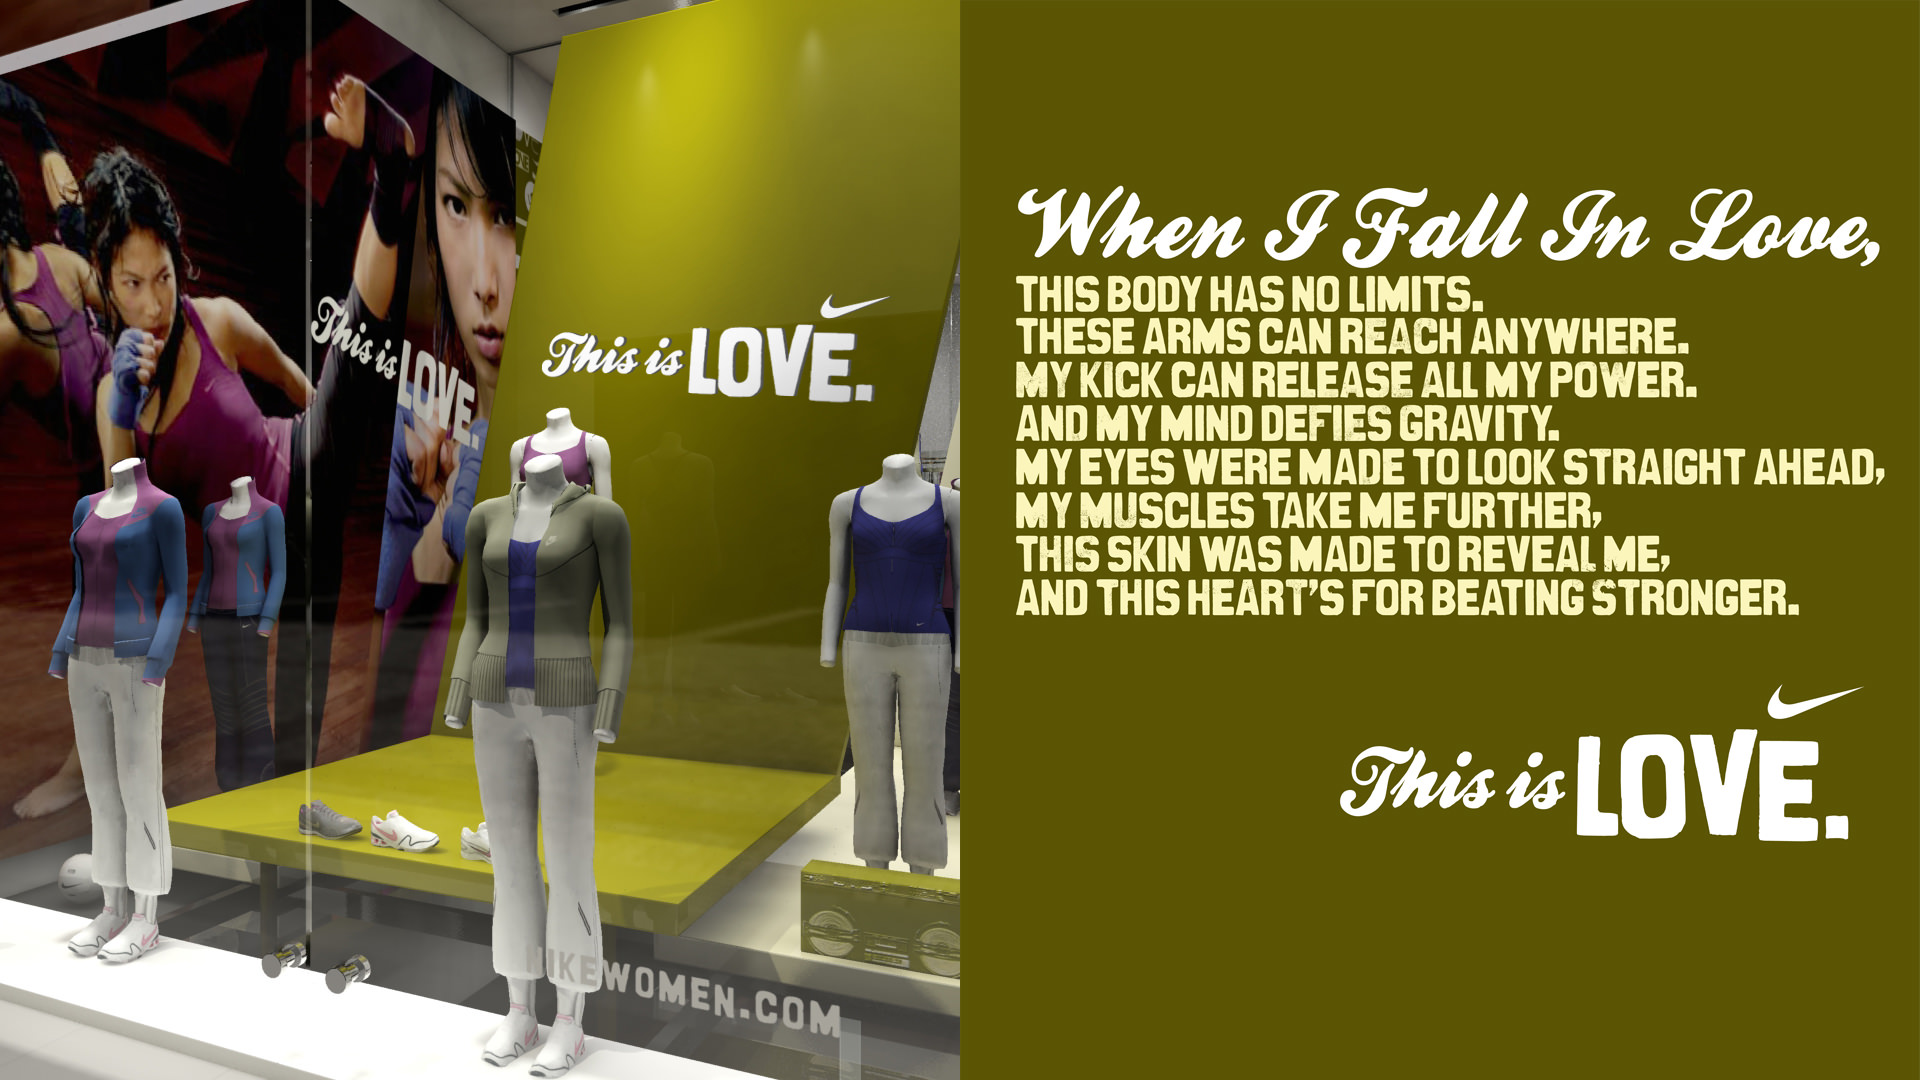 This is LOVE.
This is LOVE.
NIKEWOMEN.COM
When I Fall In Love,
THIS BODY HAS NO LIMITS.
THESE ARMS CAN REACH ANYWHERE.
MY KICK CAN RELEASE ALL MY POWER.
AND MY MIND DEFIES GRAVITY.
MY EYES WERE MADE TO LOOK STRAIGHT AHEAD,
MY MUSCLES TAKE ME FURTHER,
THIS SKIN WAS MADE TO REVEAL ME,
AND THIS HEART'S FOR BEATING STRONGER.
This is LOVE.